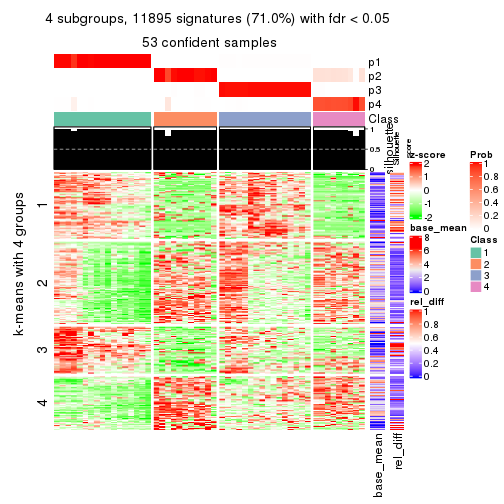 4 subgroups, 11895 signatures (71.0%) with fdr < 0.05
53 confident samples
p1
p2
p3
p4
Class
1
0.5
0
silhouette
Silhouette
score
k-means with 4 groups
1
2
3
4
base_mean
rel_diff
z-score
2
1
0
-1
-2
base_mean
8
6
4
2
0
rel_diff
1
0.8
0.6
0.4
0.2
0
Prob
1
0.8
0.6
0.4
0.2
0
Class
1
2
3
4